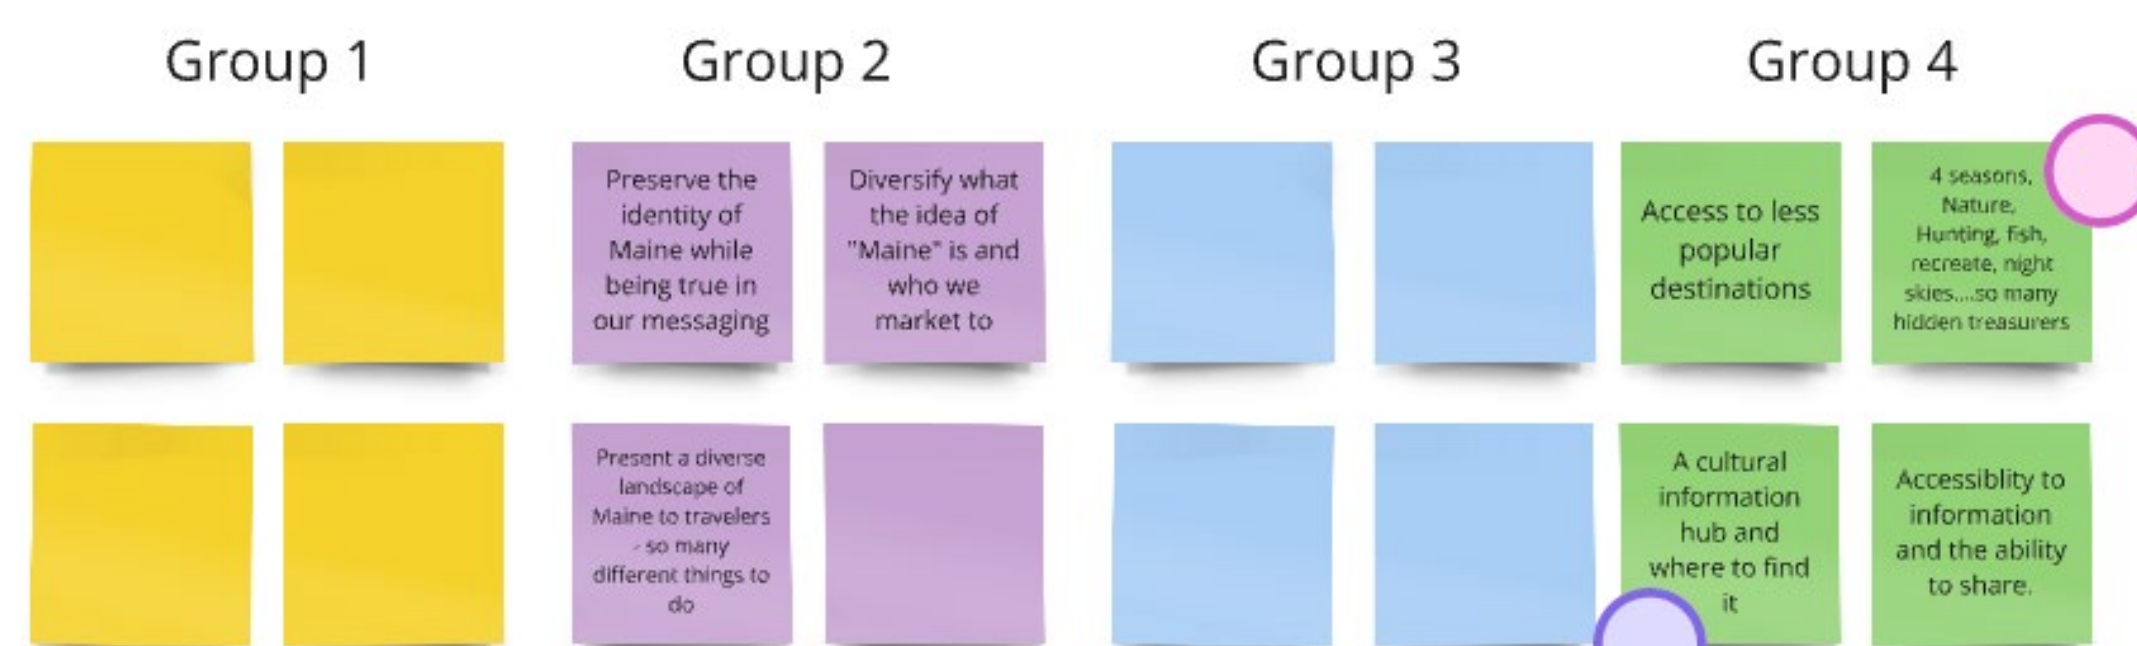 Group 1
Group 2
Group 3
Group 4
Preserve the
identity of
Maine while
being true in
our messaging
Diversify what
the idea of
"Maine" is and
who we
market to
Access to less
popular
destinations
4 seasons,
Nature,
Hunting, fish,
recreate, night
skies....so many
hidden treasurers
Present a diverse
landscape of
Maine to travelers
- so many
different things to
do
A cultural
information
hub and
where to find
it
Accessiblity to
information
and the ability
to share.